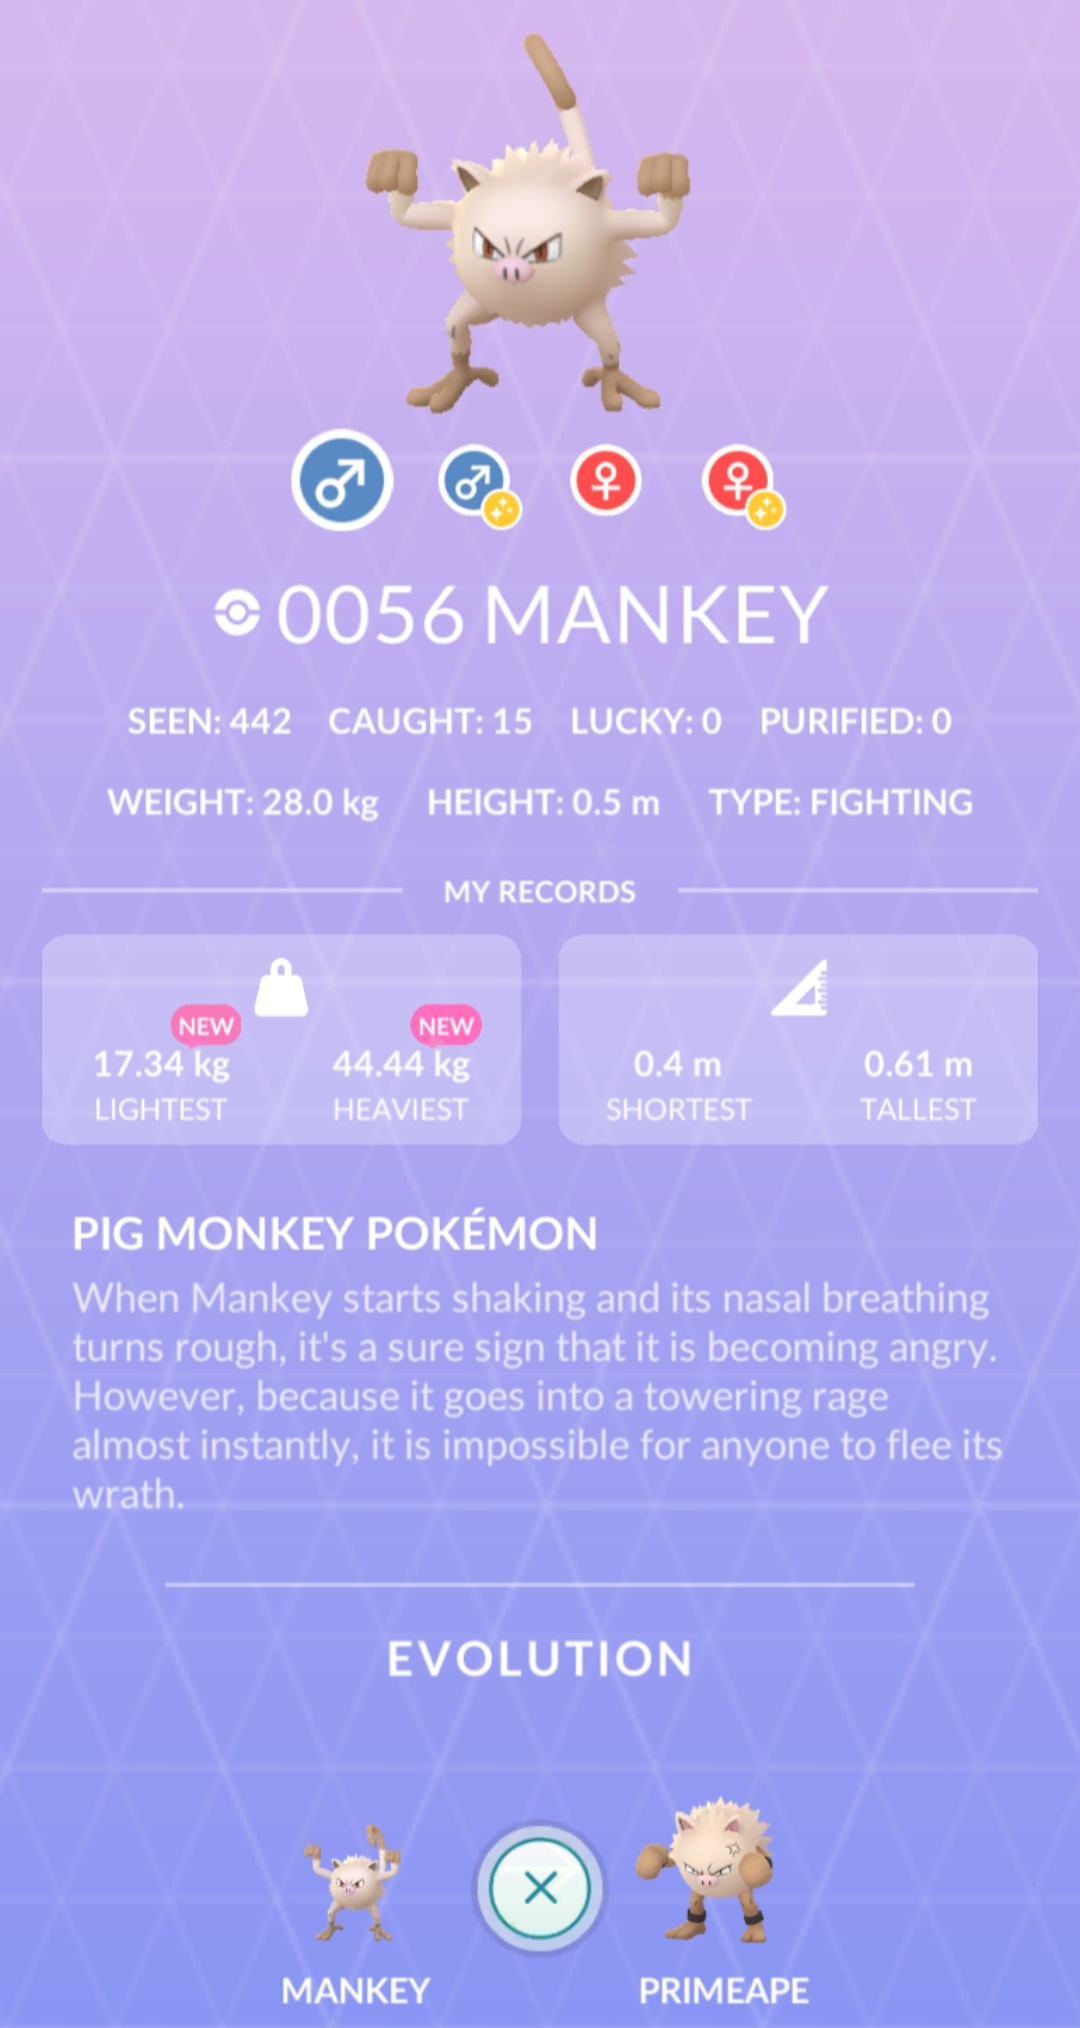 0056 MANKEY
SEEN: 442 CAUGHT: 15 LUCKY: 0 PURIFIED: 0
WEIGHT: 28.0 kg HEIGHT: 0.5 m TYPE: FIGHTING
MY RECORDS
NEW NEW
17.34 kg 44.44 kg 0.4 m 0.61 m
LIGHTEST HEAVIEST SHORTEST TALLEST
PIG MONKEY POKÉMON
When Mankey starts shaking and its nasal breathing
turns rough, it's a sure sign that it is becoming angry.
However, because it goes into a towering rage
almost instantly, it is impossible for anyone to flee its
wrath.
EVOLUTION
MANKEY PRIMEAPE